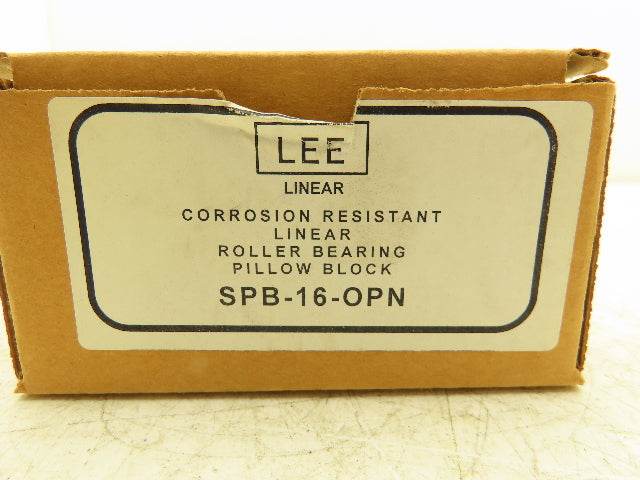 LEE
LINEAR
CORROSION RESISTANT
LINEAR
ROLLER BEARING
PILLOW BLOCK
SPB-16-OPN